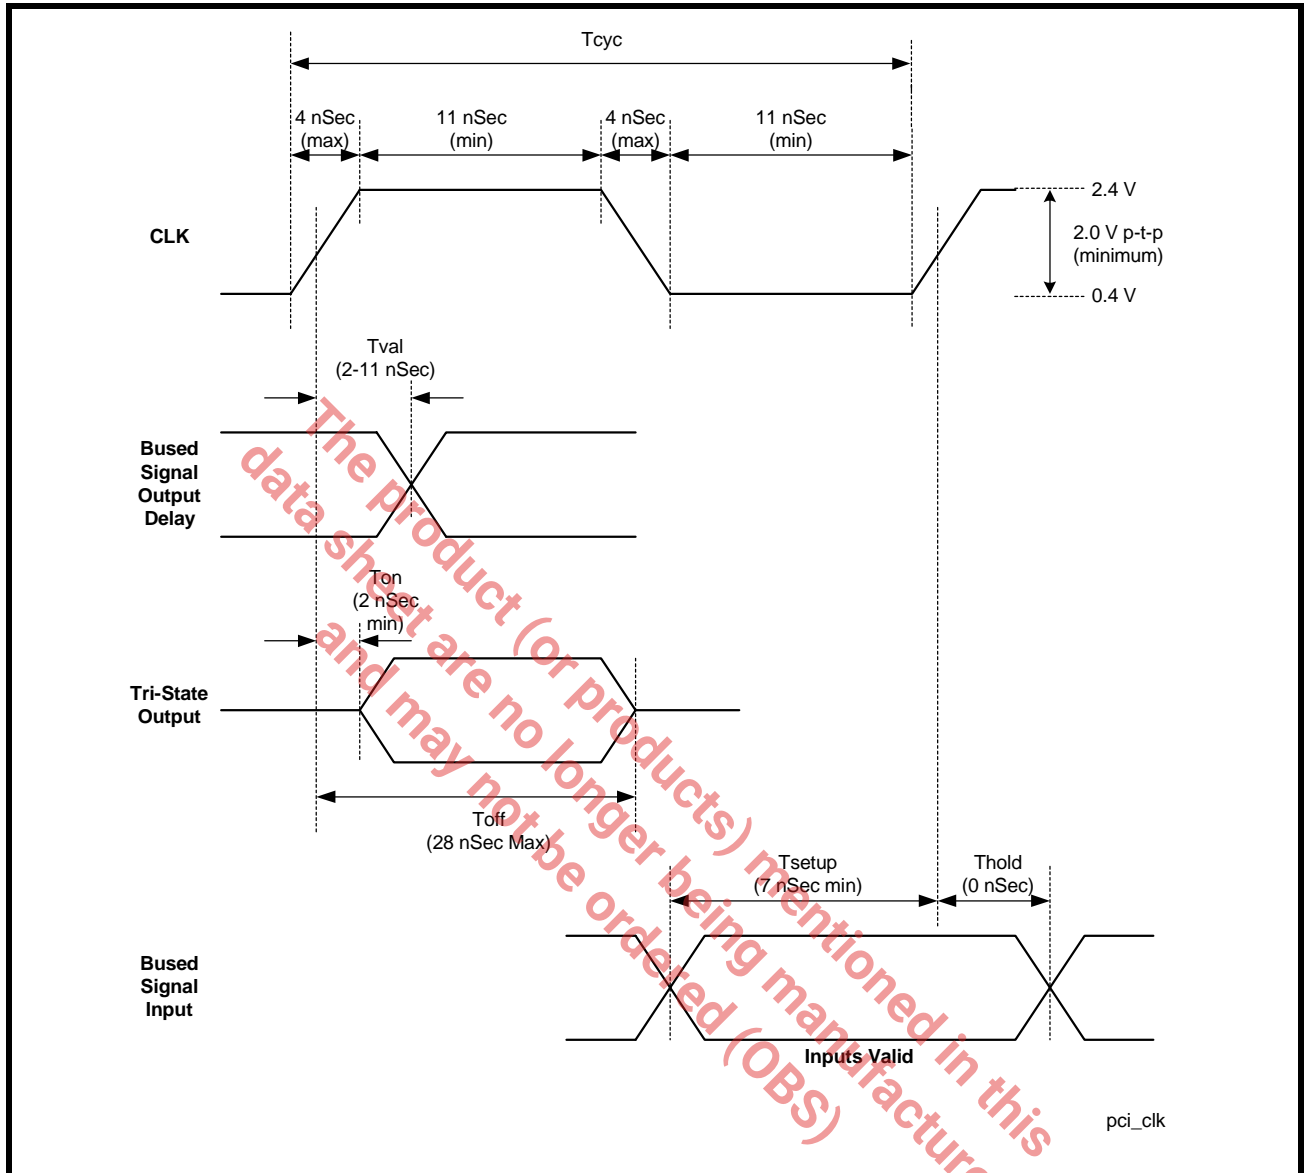 Tcyc
4 nSec
(max)
11 nSec
(min)
4 nSec
(max)
11 nSec
(min)
CLK
2.4 V
2.0 V p-t-p
(minimum)
0.4 V
Tval
(2-11 nSec)
Bused
Signal
Output
Delay
Ton
(2 nSec
min)
Tri-State
Output
Toff
(28 nSec Max)
Tsetup
(7 nSec min)
Thold
(0 nSec)
Bused
Signal
Input
Inputs Valid
pci_clk
The product (or products) mentioned in this
data sheet are no longer being manufacture
and may not be ordered (OBS)